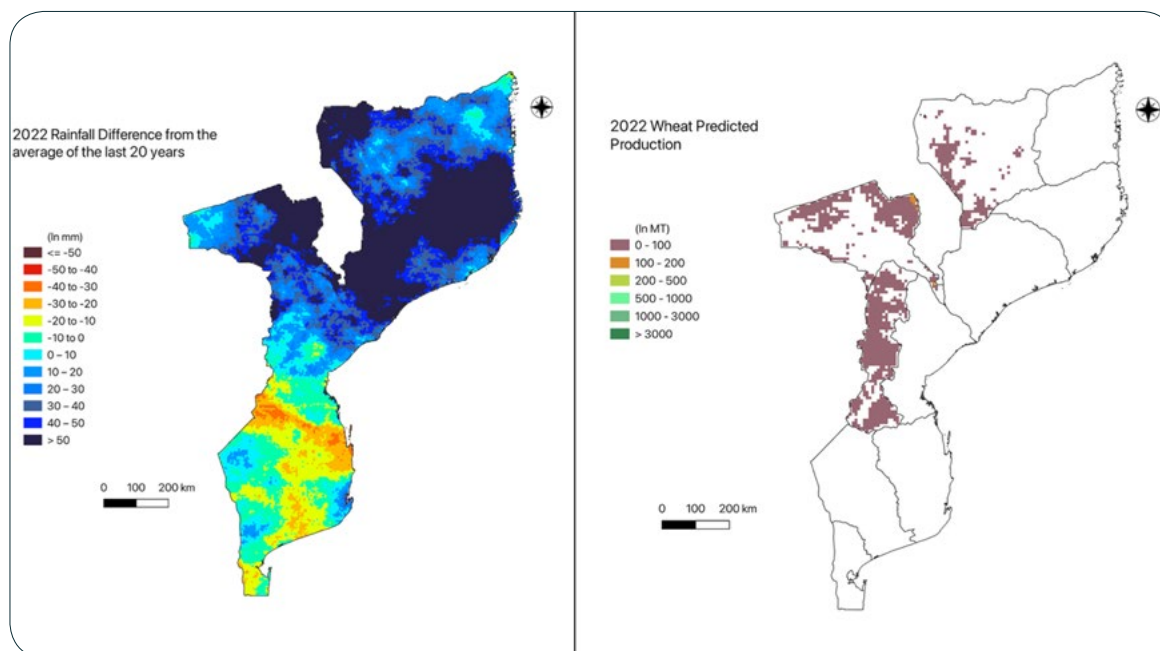 2022 Rainfall Difference from the
average of the last 20 years
(In mm)
<= -50
-50 to -40
-40 to -30
-30 to -20
-20 to -10
-10 to 0
0 – 10
10 – 20
20 – 30
30 – 40
40 – 50
> 50
0 100 200 km
2022 Wheat Predicted
Production
(In MT)
0 - 100
100 - 200
200 - 500
500 - 1000
1000 - 3000
> 3000
0 100 200 km